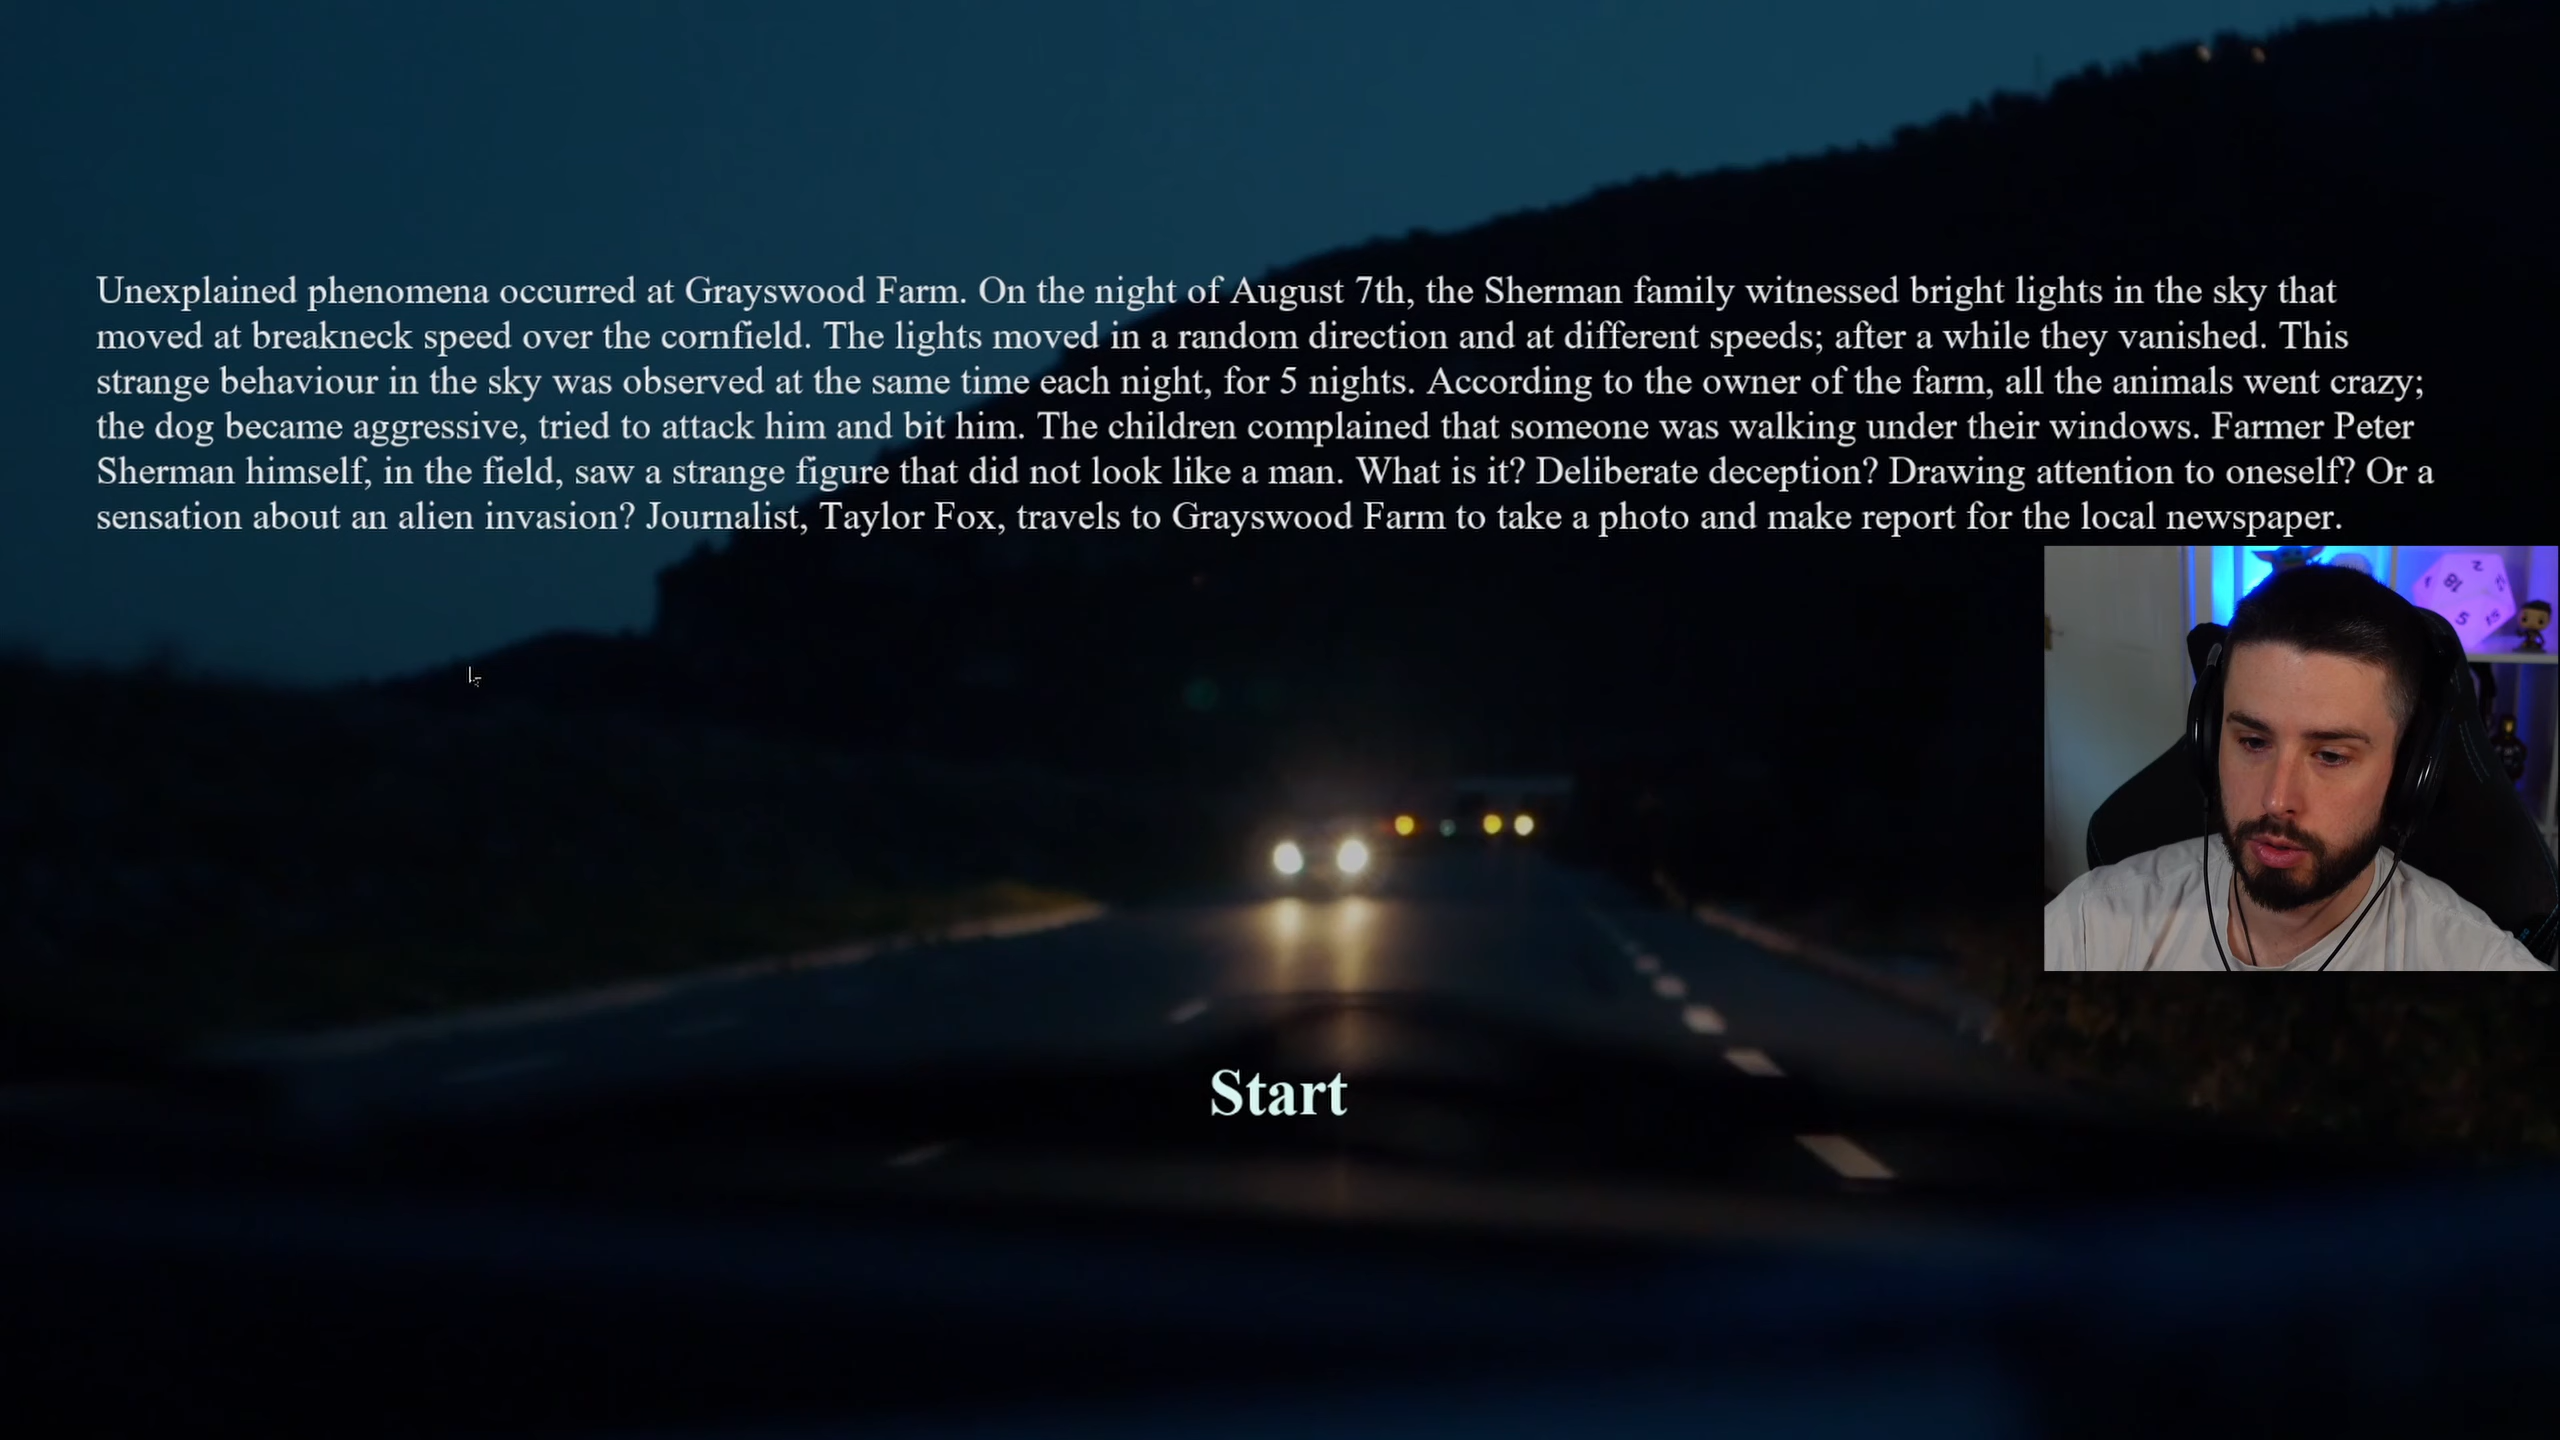 Unexplained phenomena occurred at Grayswood Farm. On the night of August 7th, the Sherman family witnessed bright lights in the sky that
moved at breakneck speed over the cornfield. The lights moved in a random direction and at different speeds; after a while they vanished. This
strange behaviour in the sky was observed at the same time each night, for 5 nights. According to the owner of the farm, all the animals went crazy;
the dog became aggressive, tried to attack him and bit him. The children complained that someone was walking under their windows. Farmer Peter
Sherman himself, in the field, saw a strange figure that did not look like a man. What is it? Deliberate deception? Drawing attention to oneself? Or a
sensation about an alien invasion? Journalist, Taylor Fox, travels to Grayswood Farm to take a photo and make report for the local newspaper.
2
18
5
Start